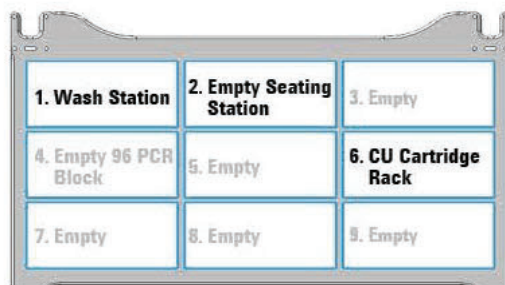 1. Wash Station
2. Empty Seating
Station
3. Empty
4. Empty 96 PCR
Block
5. Empty
6. CU Cartridge
Rack
7. Empty
8. Empty
9. Empty